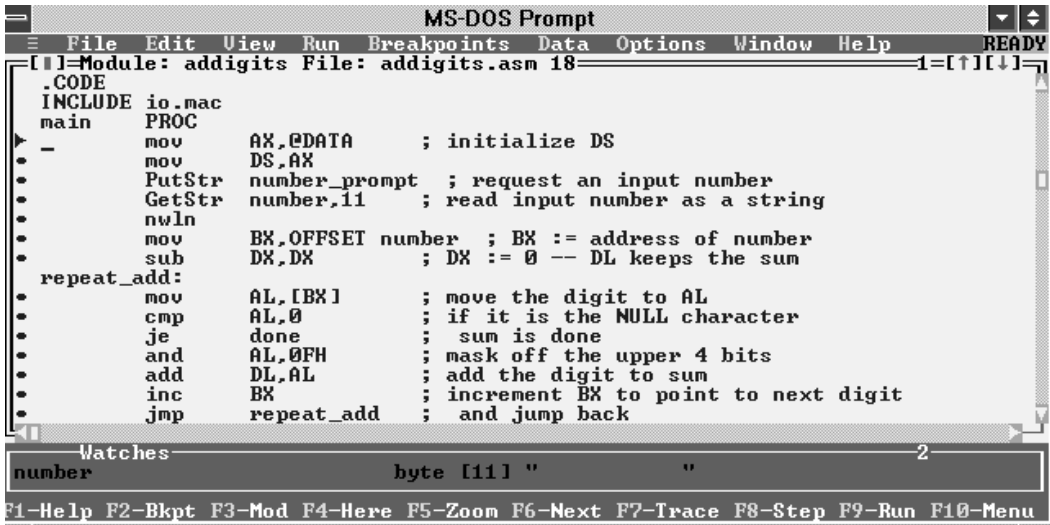 MS-DOS Prompt
≡ File Edit View Run Breakpoints Data Options Window Help READY
[▮]=Module: addigits File: addigits.asm 18 1=[↑][↓]
.CODE
INCLUDE io.mac
main PROC
mov AX,@DATA ; initialize DS
mov DS,AX
PutStr number_prompt ; request an input number
GetStr number,11 ; read input number as a string
nwln
mov BX,OFFSET number ; BX := address of number
sub DX,DX ; DX := 0 -- DL keeps the sum
repeat_add:
mov AL,[BX] ; move the digit to AL
cmp AL,0 ; if it is the NULL character
je done ; sum is done
and AL,0FH ; mask off the upper 4 bits
add DL,AL ; add the digit to sum
inc BX ; increment BX to point to next digit
jmp repeat_add ; and jump back
Watches 2
number byte [11] " "
F1-Help F2-Bkpt F3-Mod F4-Here F5-Zoom F6-Next F7-Trace F8-Step F9-Run F10-Menu